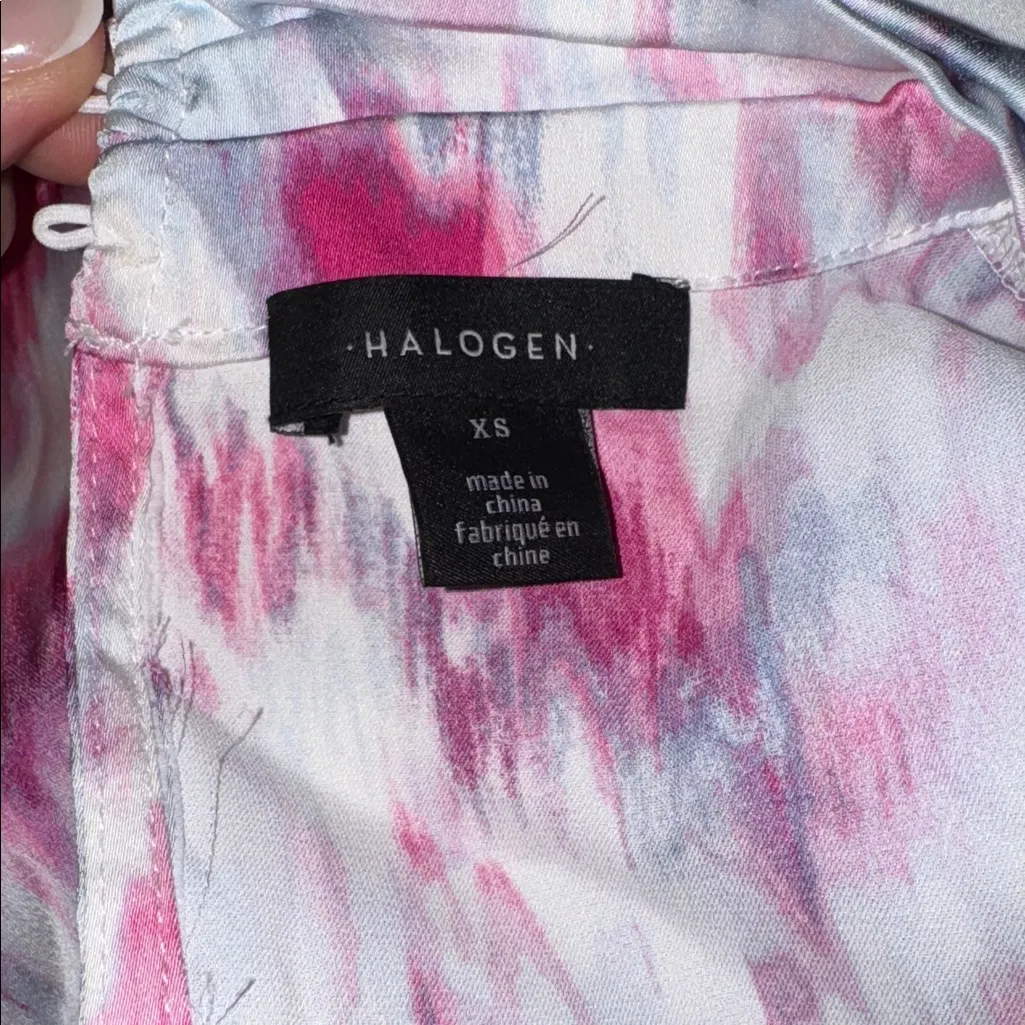 ·HALOGEN·
XS
made in
china
fabriqué en
chine